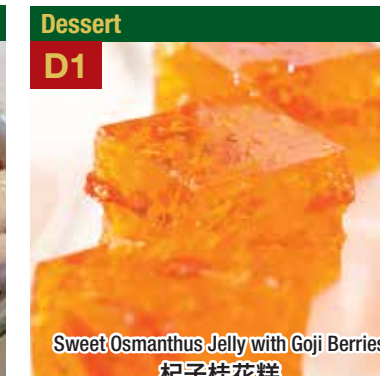 Dessert
D1
Sweet Osmanthus Jelly with Goji Berries
杞子桂花糕